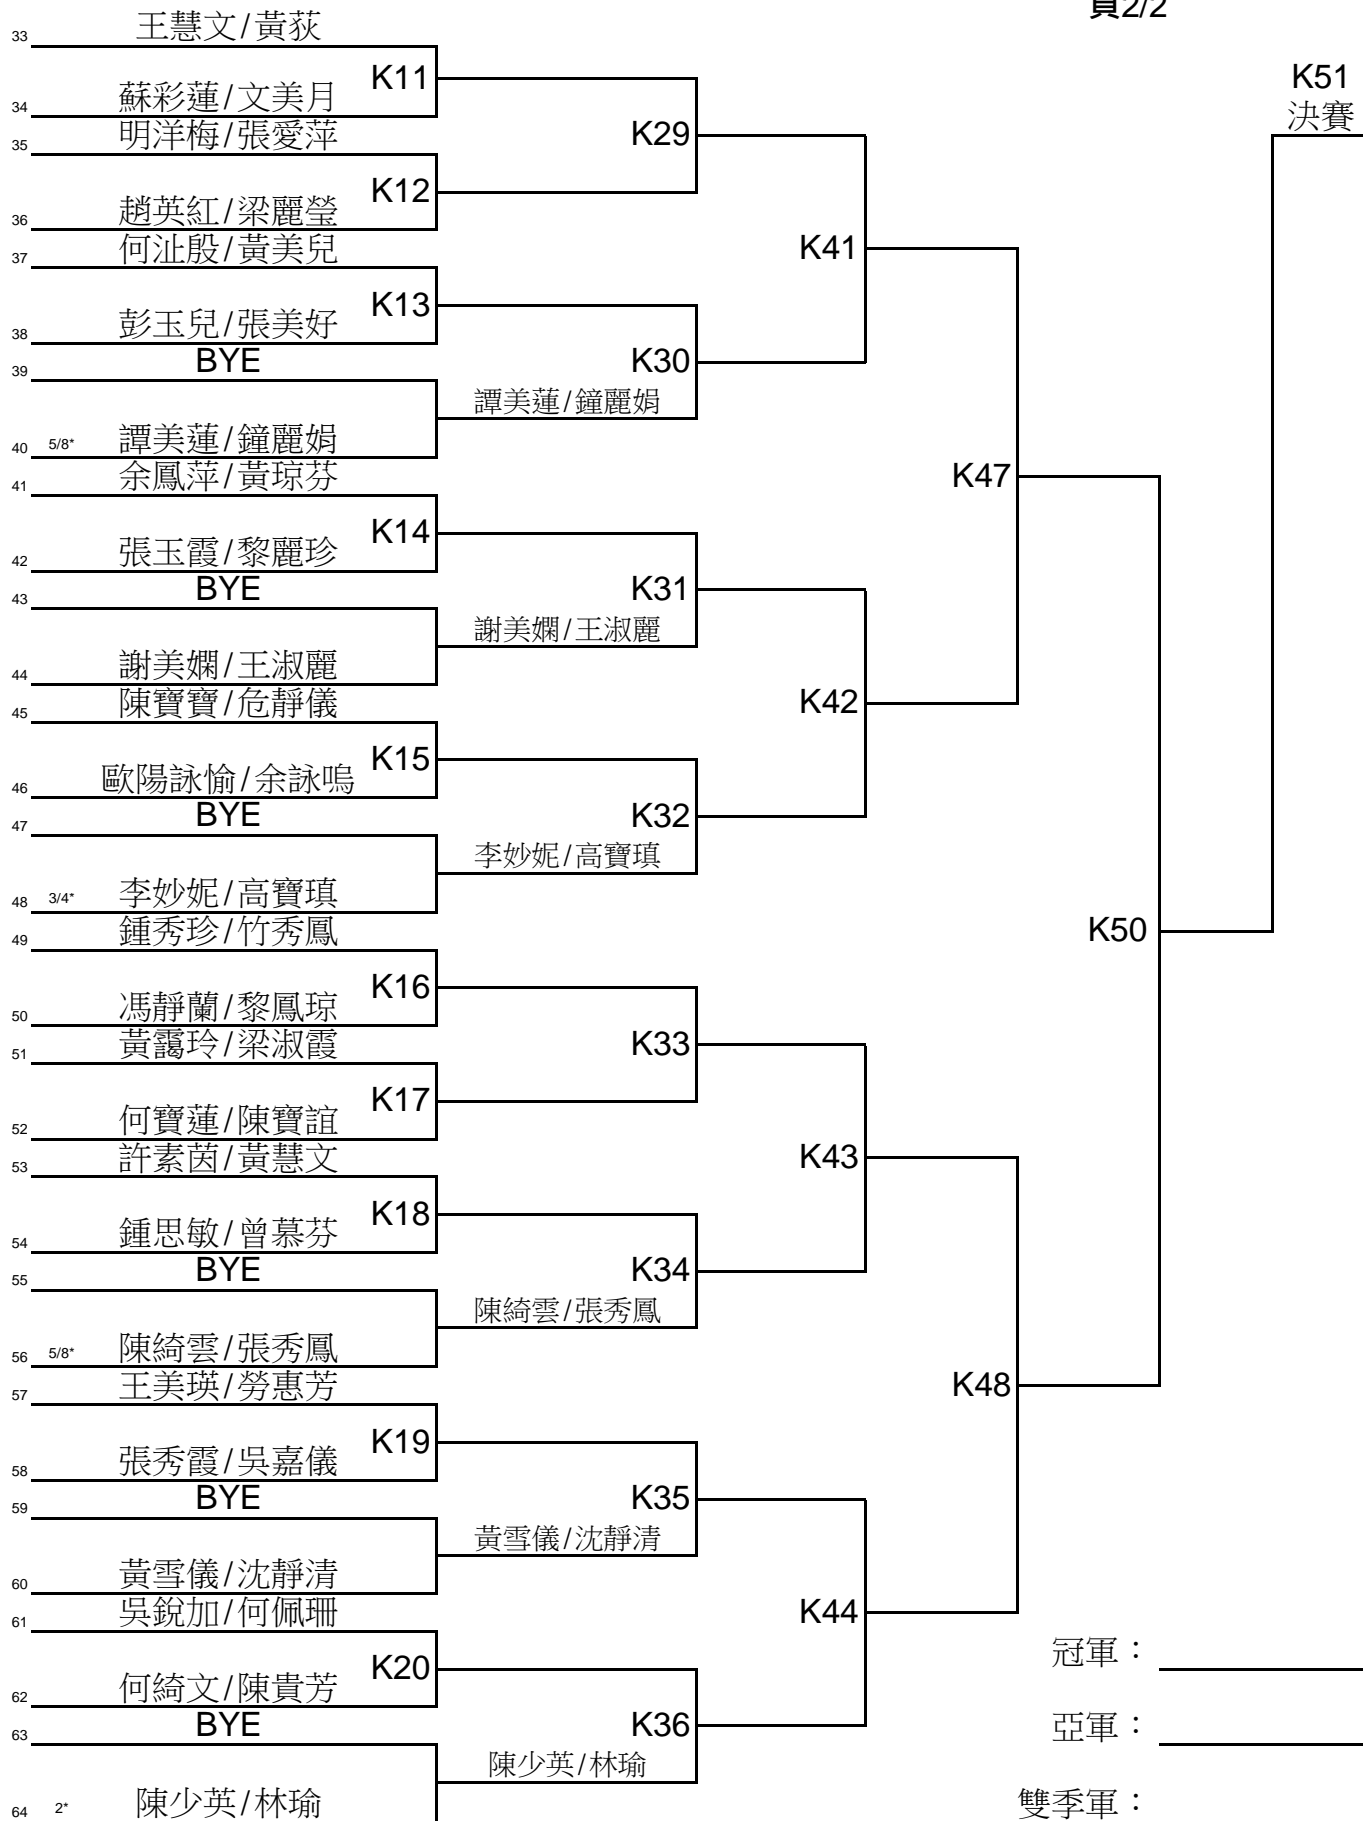 頁2/2
33 王慧文/黃荻
K11
K51
決賽
34 蘇彩蓮/文美月
K29
35 明洋梅/張愛萍
K12
36 趙英紅/梁麗瑩
37 何沚殷/黃美兒
K41
K13
38 彭玉兒/張美好
39 BYE
K30
譚美蓮/鐘麗娟
40 5/8* 譚美蓮/鐘麗娟
41 余鳳萍/黃琼芬
K47
K14
42 張玉霞/黎麗珍
43 BYE
K31
謝美嫻/王淑麗
44 謝美嫻/王淑麗
45 陳寶寶/危靜儀
K42
K15
46 歐陽詠愉/余詠嗚
47 BYE
K32
李妙妮/高寶瑱
48 3/4* 李妙妮/高寶瑱
49 鍾秀珍/竹秀鳳
K50
K16
50 馮靜蘭/黎鳳琼
51 黃靄玲/梁淑霞
K33
K17
52 何寶蓮/陳寶誼
53 許素茵/黃慧文
K43
K18
54 鍾思敏/曾慕芬
55 BYE
K34
陳綺雲/張秀鳳
56 5/8* 陳綺雲/張秀鳳
57 王美瑛/勞惠芳
K48
K19
58 張秀霞/吳嘉儀
59 BYE
K35
黃雪儀/沈靜清
60 黃雪儀/沈靜清
61 吳銳加/何佩珊
K44
K20
冠軍：
62 何綺文/陳貴芳
63 BYE
K36
亞軍：
陳少英/林瑜
64 2* 陳少英/林瑜
雙季軍：